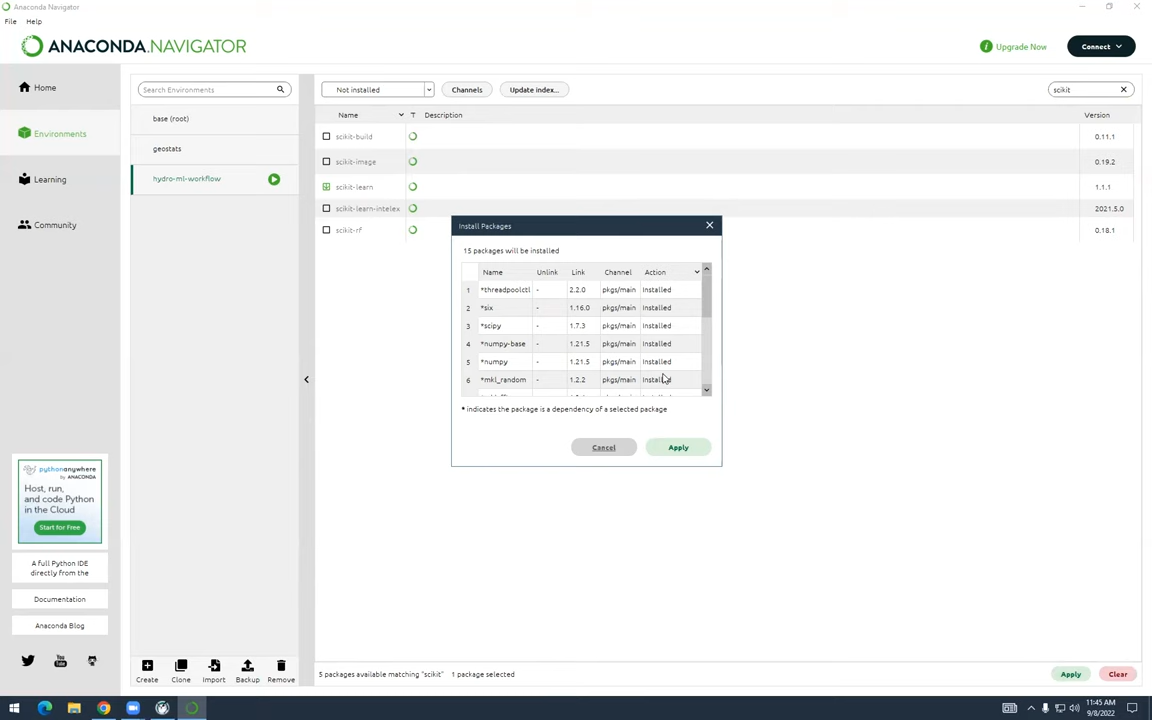 Anaconda Navigator
File Help
ANACONDA.NAVIGATOR
i Upgrade Now
Connect
Home
Environments
Learning
Community
Search Environments
base (root)
geostats
hydro-ml-workflow
Not installed
Channels
Update index...
scikit
Name T Description Version
scikit-build 0.11.1
scikit-image 0.19.2
scikit-learn 1.1.1
scikit-learn-intelex 2021.5.0
scikit-rf 0.18.1
Install Packages
15 packages will be installed
Name Unlink Link Channel Action
1 *threadpoolctl - 2.2.0 pkgs/main Installed
2 *six - 1.16.0 pkgs/main Installed
3 *scipy - 1.7.3 pkgs/main Installed
4 *numpy-base - 1.21.5 pkgs/main Installed
5 *numpy - 1.21.5 pkgs/main Installed
6 *mkl_random - 1.2.2 pkgs/main Installed
* indicates the package is a dependency of a selected package
Cancel
Apply
pythonanywhere
By ANACONDA
Host, run,
and code Python
in the Cloud
Start for Free
A full Python IDE
directly from the
Documentation
Anaconda Blog
Create Clone Import Backup Remove
5 packages available matching "scikit" 1 package selected
Apply
Clear
11:45 AM
9/8/2022